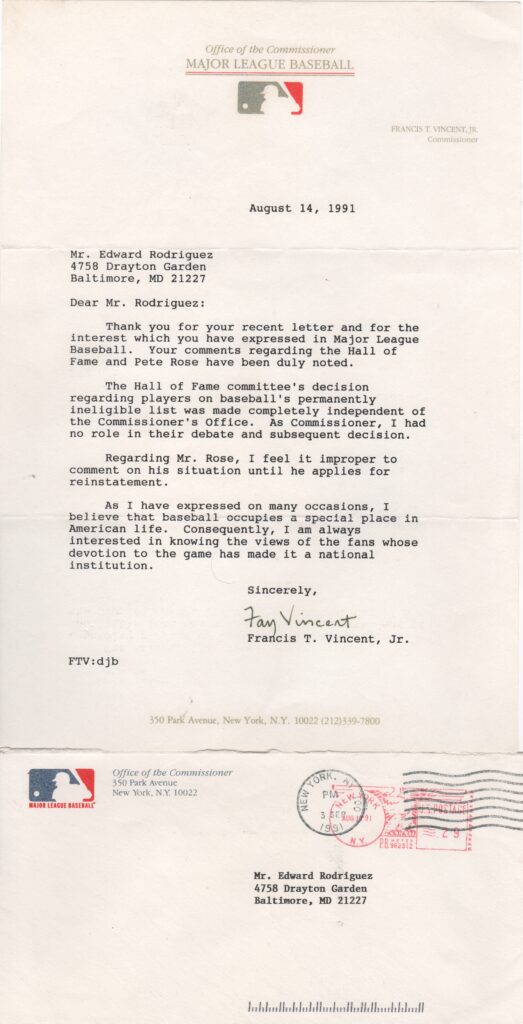 Office of the Commissioner
MAJOR LEAGUE BASEBALL
FRANCIS T. VINCENT, JR.
Commissioner
August 14, 1991
Mr. Edward Rodriguez
4758 Drayton Garden
Baltimore, MD 21227
Dear Mr. Rodriguez:
Thank you for your recent letter and for the
interest which you have expressed in Major League
Baseball. Your comments regarding the Hall of
Fame and Pete Rose have been duly noted.
The Hall of Fame committee's decision
regarding players on baseball's permanently
ineligible list was made completely independent of
the Commissioner's Office. As Commissioner, I had
no role in their debate and subsequent decision.
Regarding Mr. Rose, I feel it improper to
comment on his situation until he applies for
reinstatement.
As I have expressed on many occasions, I
believe that baseball occupies a special place in
American life. Consequently, I am always
interested in knowing the views of the fans whose
devotion to the game has made it a national
institution.
Sincerely,
Fay Vincent
Francis T. Vincent, Jr.
FTV:djb
350 Park Avenue, New York, N.Y. 10022 (212)339-7800
MAJOR LEAGUE BASEBALL
Office of the Commissioner
350 Park Avenue
New York, N.Y. 10022
NEW YORK, NY
PM
3 SEP
1991
NEW YORK
N.Y.
U.S. POSTAGE
29
Mr. Edward Rodriguez
4758 Drayton Garden
Baltimore, MD 21227